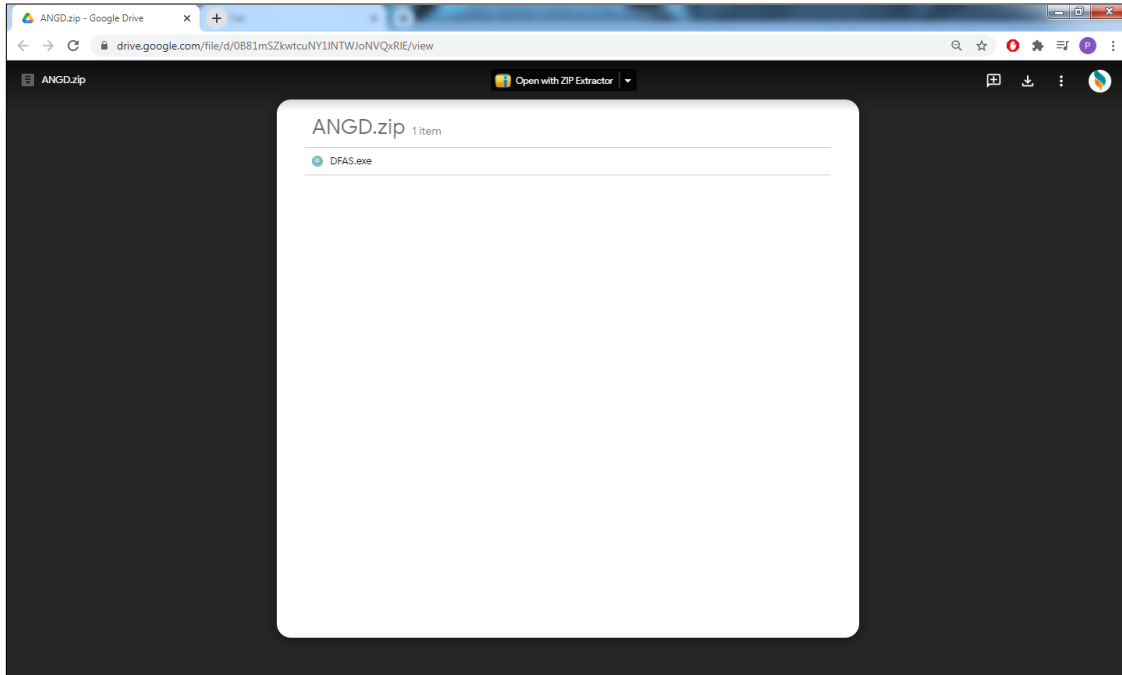 ANGD.zip - Google Drive
drive.google.com/file/d/0B81mSZkwtcuNY1INTWJoNVQxRlE/view
P
ANGD.zip
Open with ZIP Extractor
ANGD.zip 1 item
DFAS.exe